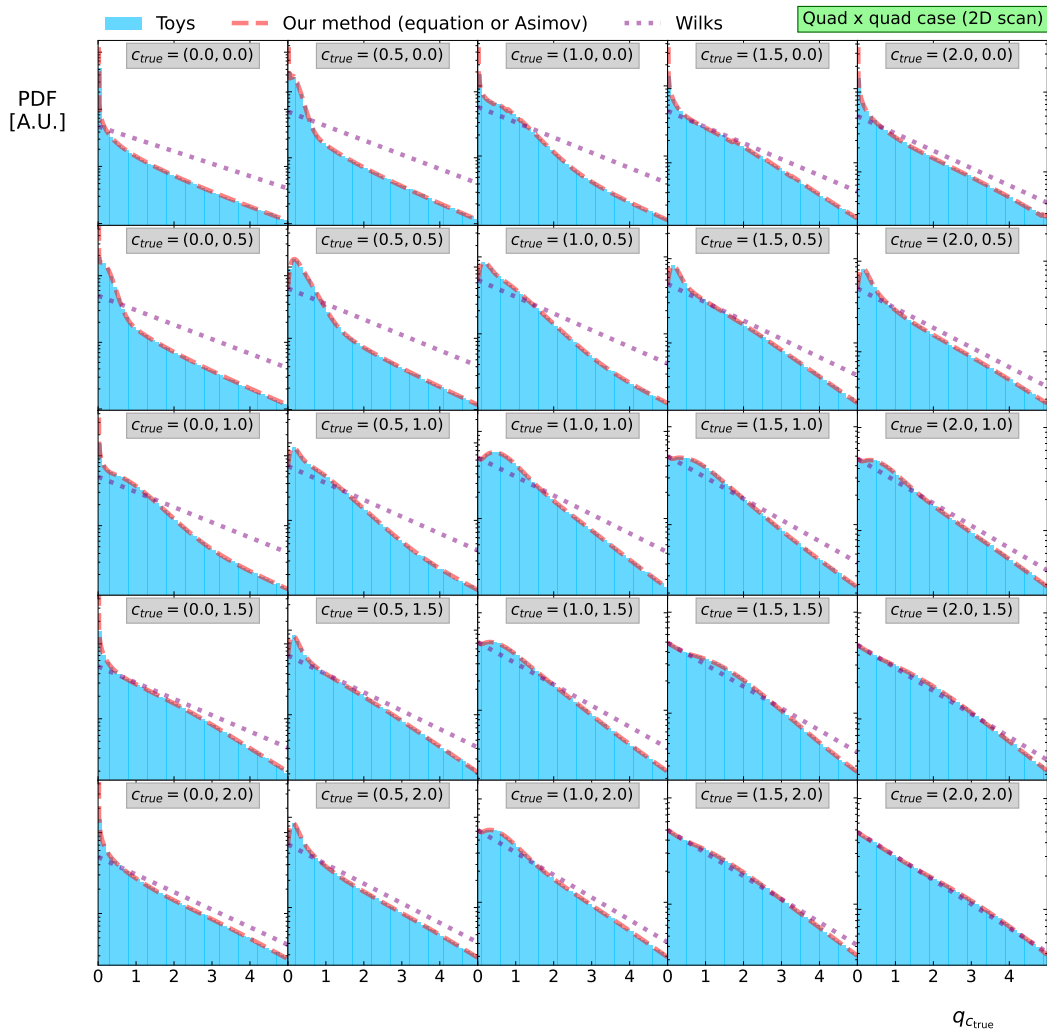 Quad x quad case (2D scan)
Toys Our method (equation or Asimov) Wilks
PDF
[A.U.]
c_true = (0.0, 0.0) c_true = (0.5, 0.0) c_true = (1.0, 0.0) c_true = (1.5, 0.0) c_true = (2.0, 0.0)
c_true = (0.0, 0.5) c_true = (0.5, 0.5) c_true = (1.0, 0.5) c_true = (1.5, 0.5) c_true = (2.0, 0.5)
c_true = (0.0, 1.0) c_true = (0.5, 1.0) c_true = (1.0, 1.0) c_true = (1.5, 1.0) c_true = (2.0, 1.0)
c_true = (0.0, 1.5) c_true = (0.5, 1.5) c_true = (1.0, 1.5) c_true = (1.5, 1.5) c_true = (2.0, 1.5)
c_true = (0.0, 2.0) c_true = (0.5, 2.0) c_true = (1.0, 2.0) c_true = (1.5, 2.0) c_true = (2.0, 2.0)
0 1 2 3 4 0 1 2 3 4 0 1 2 3 4 0 1 2 3 4 0 1 2 3 4
q_c_true